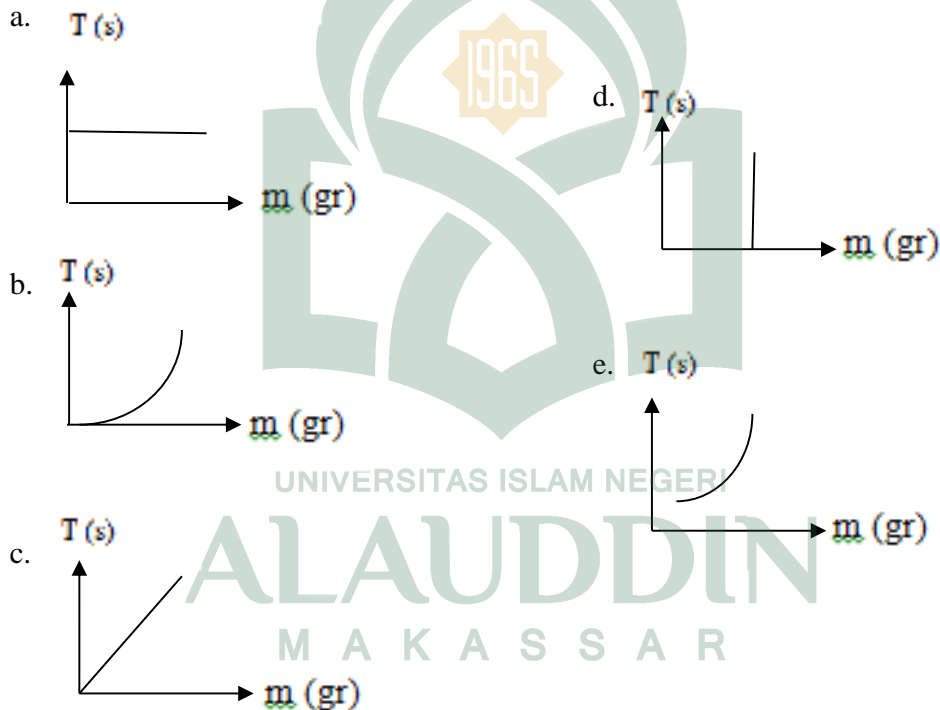 a.
T (s)
m (gr)
b.
T (s)
m (gr)
c.
T (s)
m (gr)
d.
T (s)
m (gr)
e.
T (s)
m (gr)
1965
UNIVERSITAS ISLAM NEGERI
ALAUDDIN
MAKASSAR